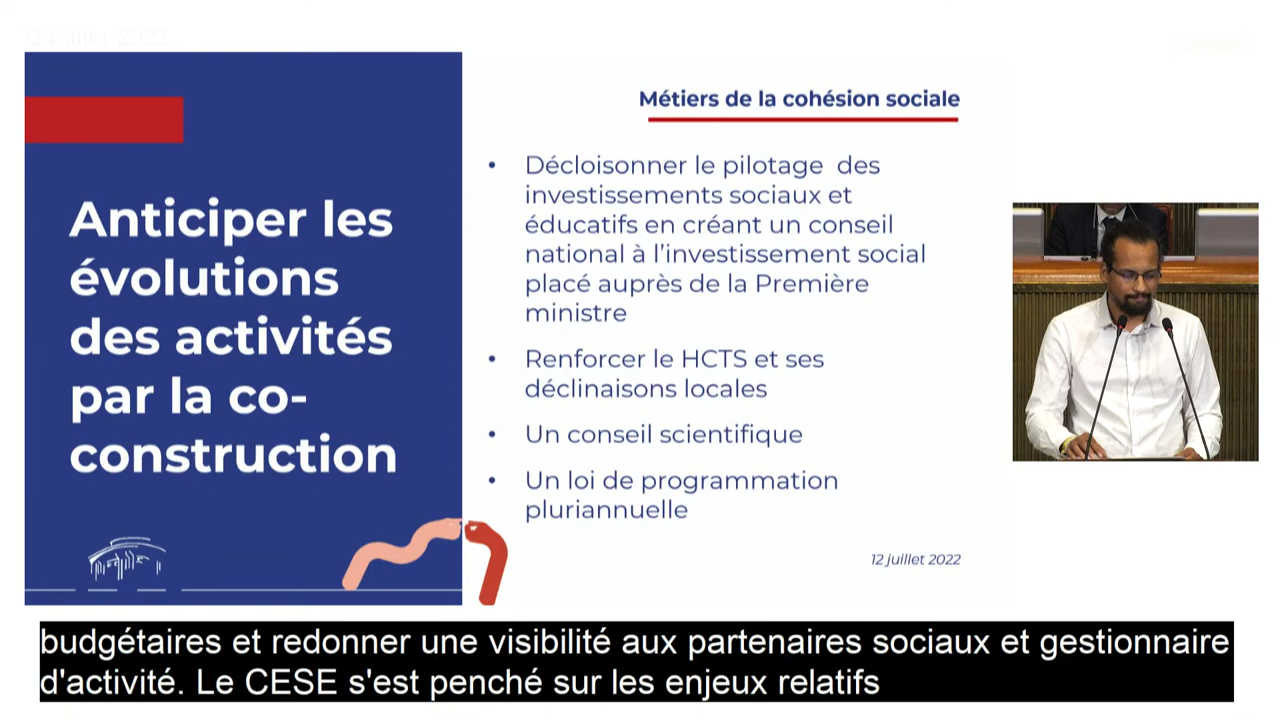 Anticiper les
évolutions
des activités
par la co-
construction
Métiers de la cohésion sociale
• Décloisonner le pilotage des
investissements sociaux et
éducatifs en créant un conseil
national à l'investissement social
placé auprès de la Première
ministre
• Renforcer le HCTS et ses
déclinaisons locales
• Un conseil scientifique
• Un loi de programmation
pluriannuelle
12 juillet 2022
budgétaires et redonner une visibilité aux partenaires sociaux et gestionnaire
d'activité. Le CESE s'est penché sur les enjeux relatifs